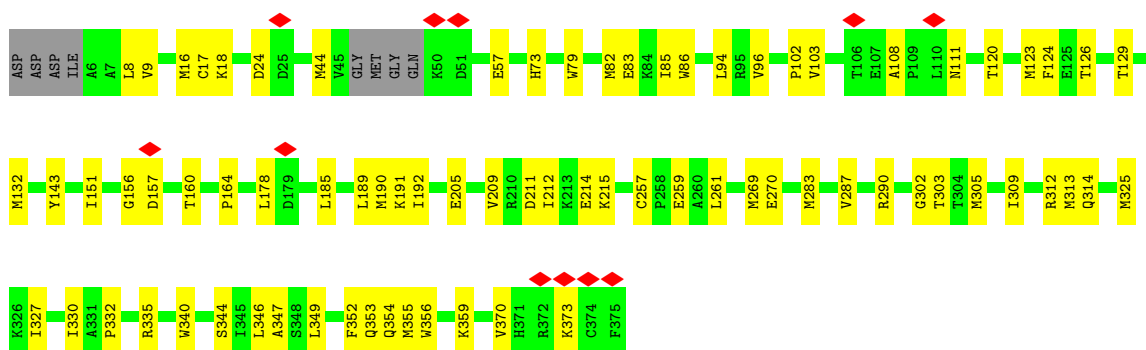 ASP ASP ASP ILE A6 A7 L8 V9 M16 C17 K18 D24 D25 M44 V45 GLY MET GLY GLN K50 D51 E57 H73 W79 M82 E83 K84 I85 W86 L94 R95 V96 P102 V103 T106 E107 A108 P109 L110 N111 T120 M123 F124 E125 T126 T129
M132 Y143 I151 G156 D157 T160 P164 L178 D179 L185 L189 M190 K191 I192 E205 V209 R210 D211 I212 K213 E214 K215 C257 P258 E259 A260 L261 M269 E270 M283 V287 R290 G302 T303 T304 M305 I309 R312 M313 Q314 M325
K326 I327 I330 A331 P332 R335 W340 S344 I345 L346 A347 S348 L349 F352 Q353 Q354 M355 W356 K359 V370 H371 R372 K373 C374 F375